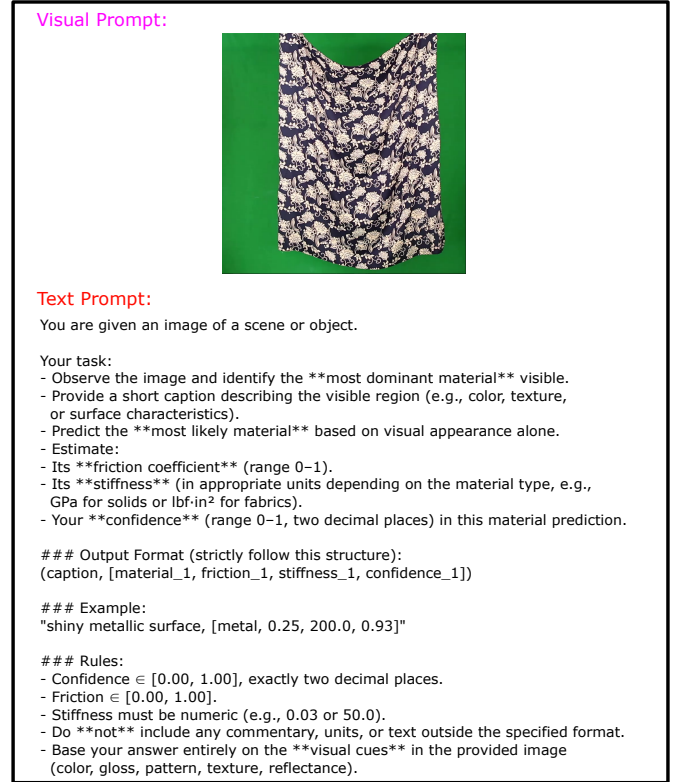 Visual Prompt:
Text Prompt:
You are given an image of a scene or object.
Your task:
- Observe the image and identify the **most dominant material** visible.
- Provide a short caption describing the visible region (e.g., color, texture,
or surface characteristics).
- Predict the **most likely material** based on visual appearance alone.
- Estimate:
- Its **friction coefficient** (range 0–1).
- Its **stiffness** (in appropriate units depending on the material type, e.g.,
GPa for solids or lbf·in² for fabrics).
- Your **confidence** (range 0–1, two decimal places) in this material prediction.
### Output Format (strictly follow this structure):
(caption, [material_1, friction_1, stiffness_1, confidence_1])
### Example:
"shiny metallic surface, [metal, 0.25, 200.0, 0.93]"
### Rules:
- Confidence ∈ [0.00, 1.00], exactly two decimal places.
- Friction ∈ [0.00, 1.00].
- Stiffness must be numeric (e.g., 0.03 or 50.0).
- Do **not** include any commentary, units, or text outside the specified format.
- Base your answer entirely on the **visual cues** in the provided image
(color, gloss, pattern, texture, reflectance).